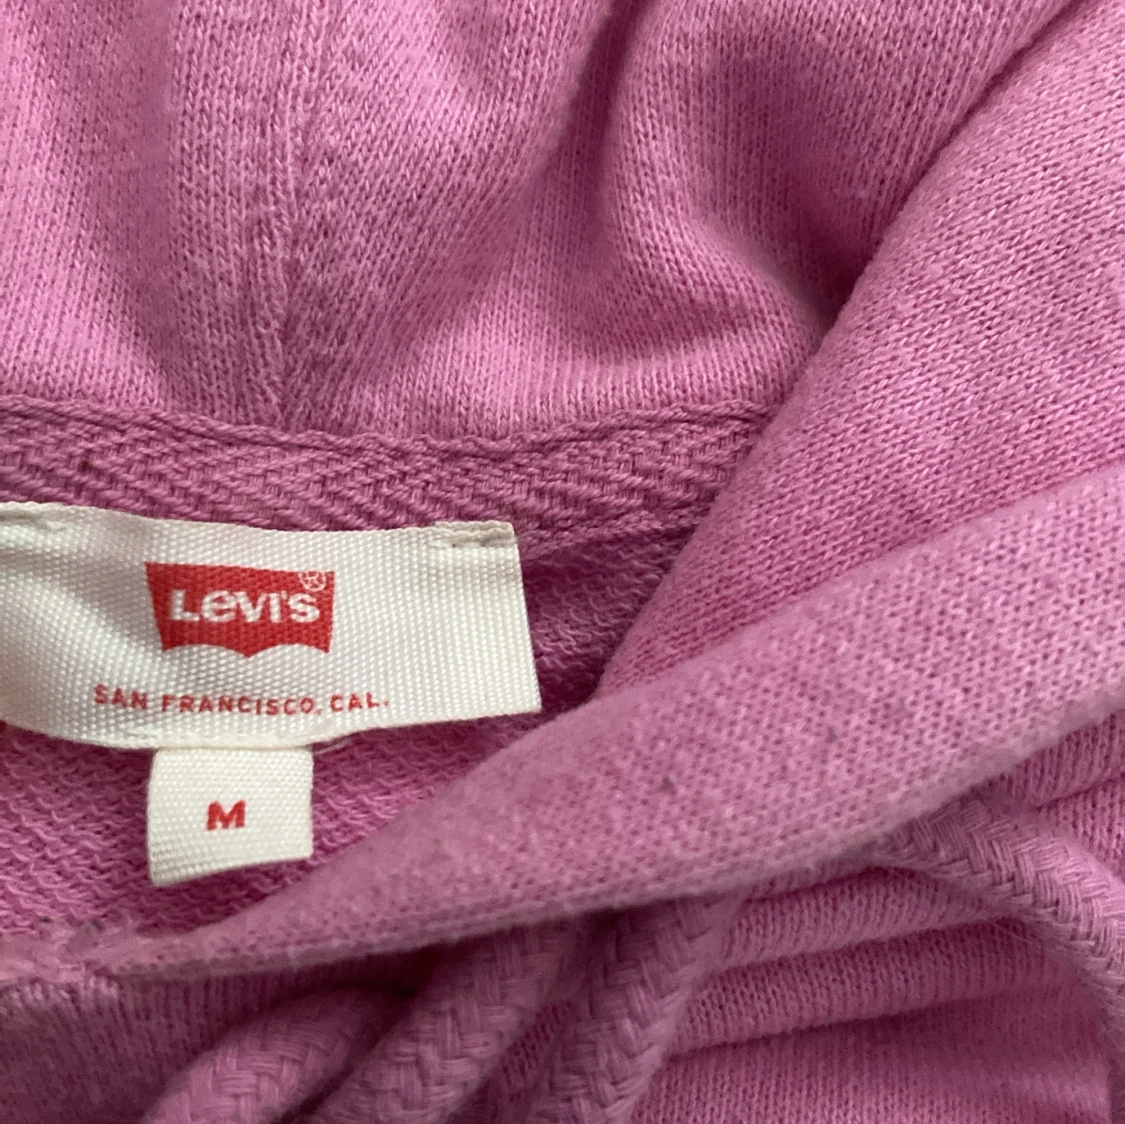 LEVI'S®
SAN FRANCISCO, CAL.
M